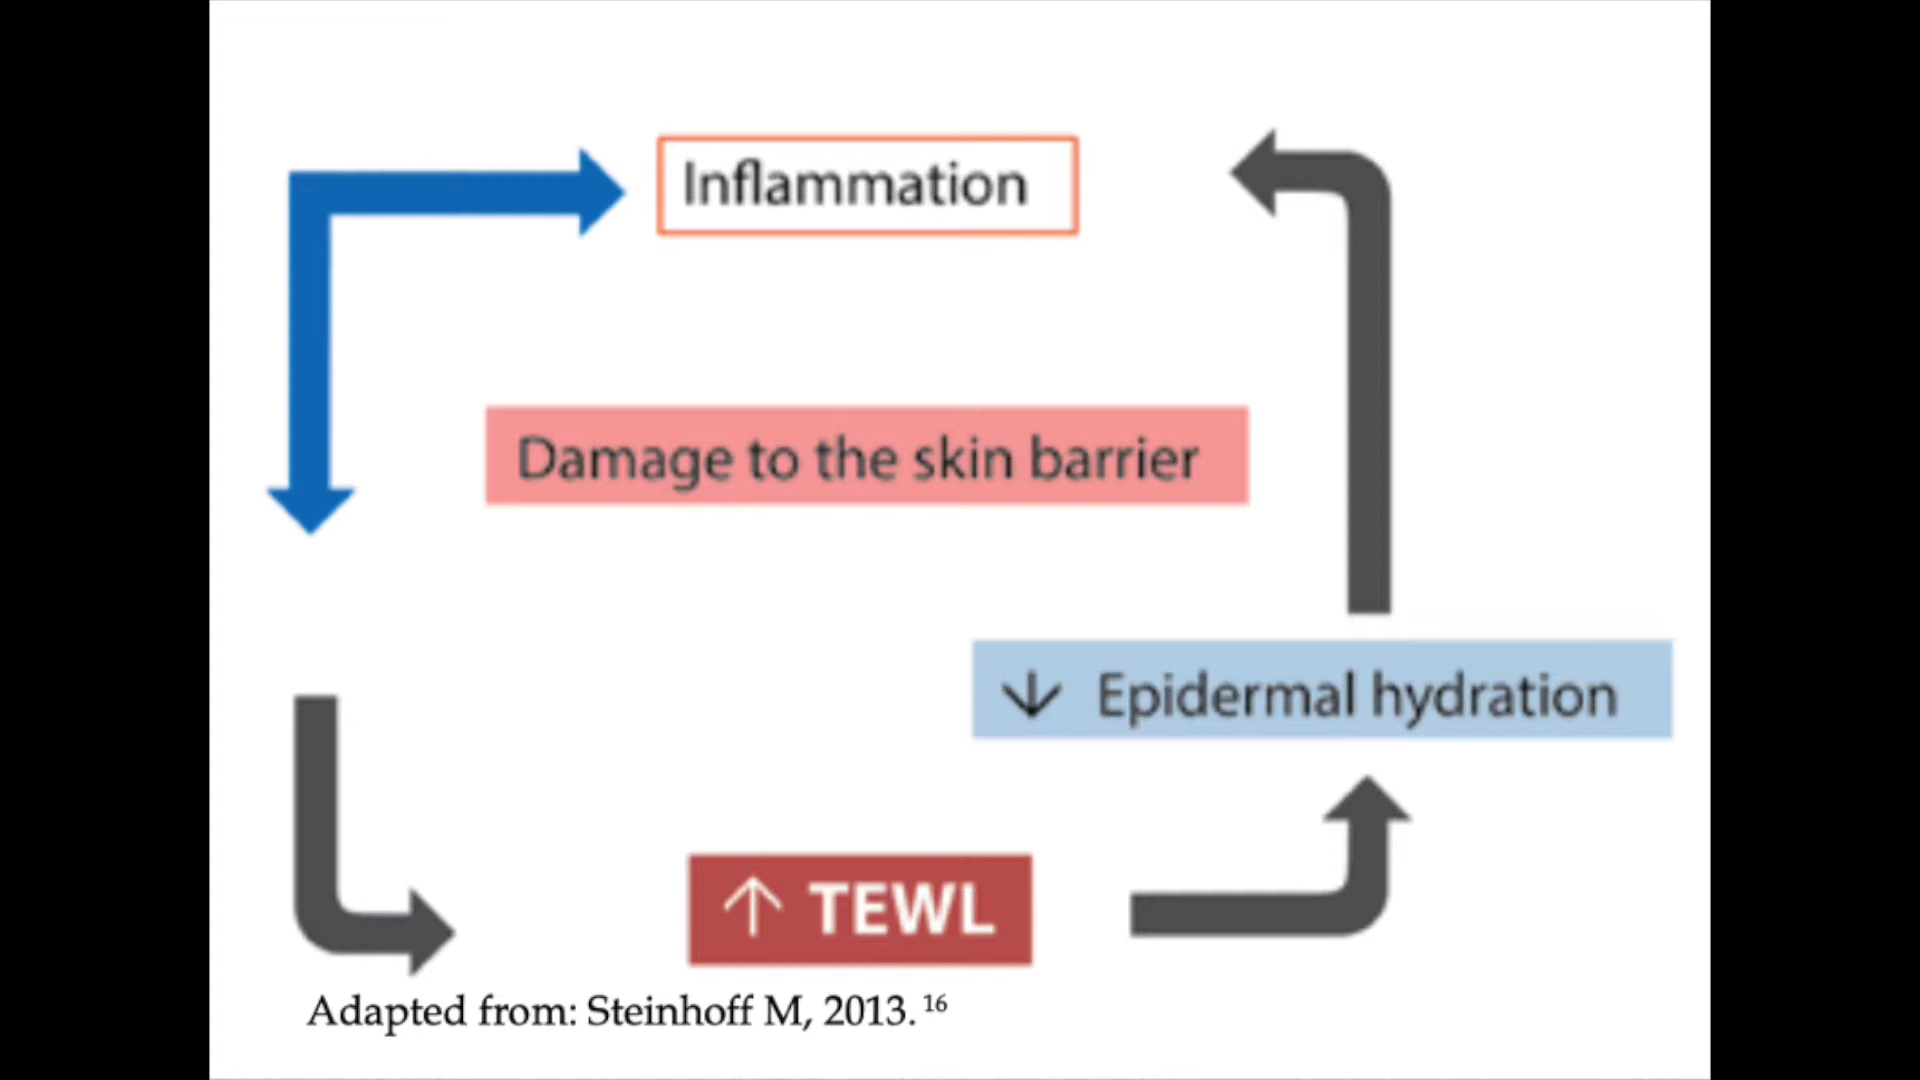 Inflammation
Damage to the skin barrier
↓ Epidermal hydration
↑ TEWL
Adapted from: Steinhoff M, 2013.¹⁶